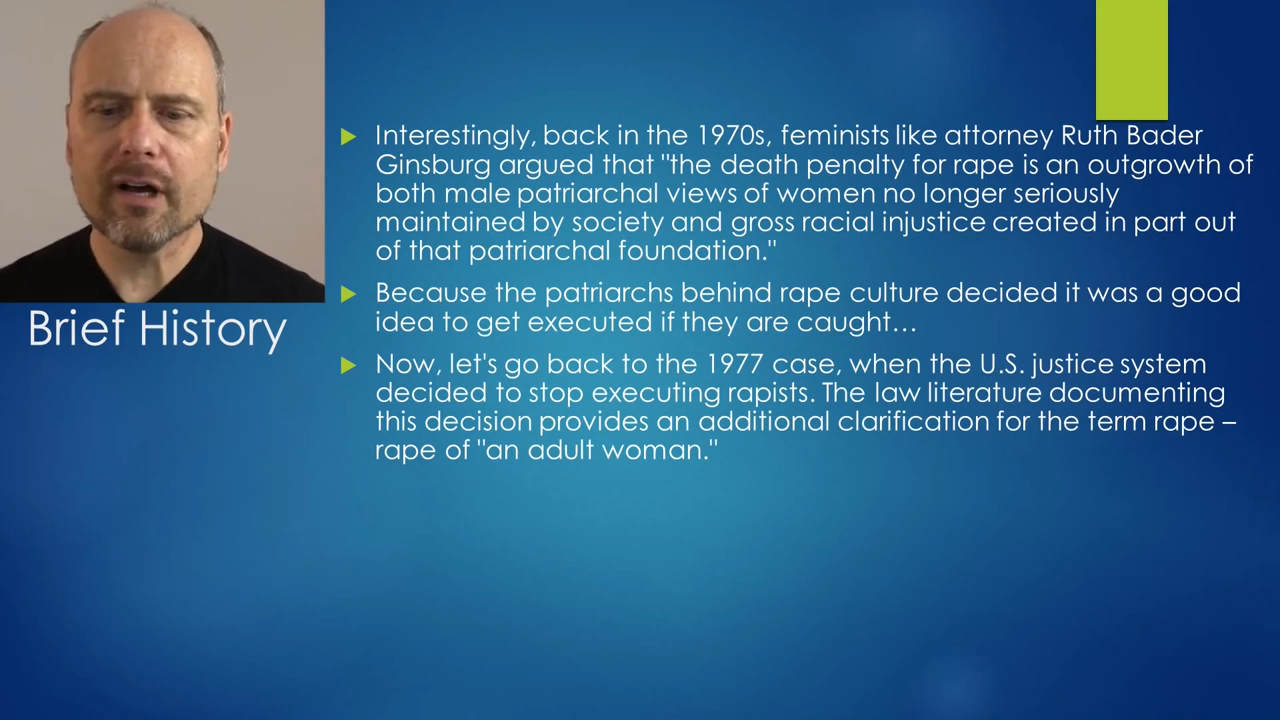 Interestingly, back in the 1970s, feminists like attorney Ruth Bader
Ginsburg argued that "the death penalty for rape is an outgrowth of
both male patriarchal views of women no longer seriously
maintained by society and gross racial injustice created in part out
of that patriarchal foundation."
Because the patriarchs behind rape culture decided it was a good
idea to get executed if they are caught…
Now, let's go back to the 1977 case, when the U.S. justice system
decided to stop executing rapists. The law literature documenting
this decision provides an additional clarification for the term rape –
rape of "an adult woman."
Brief History